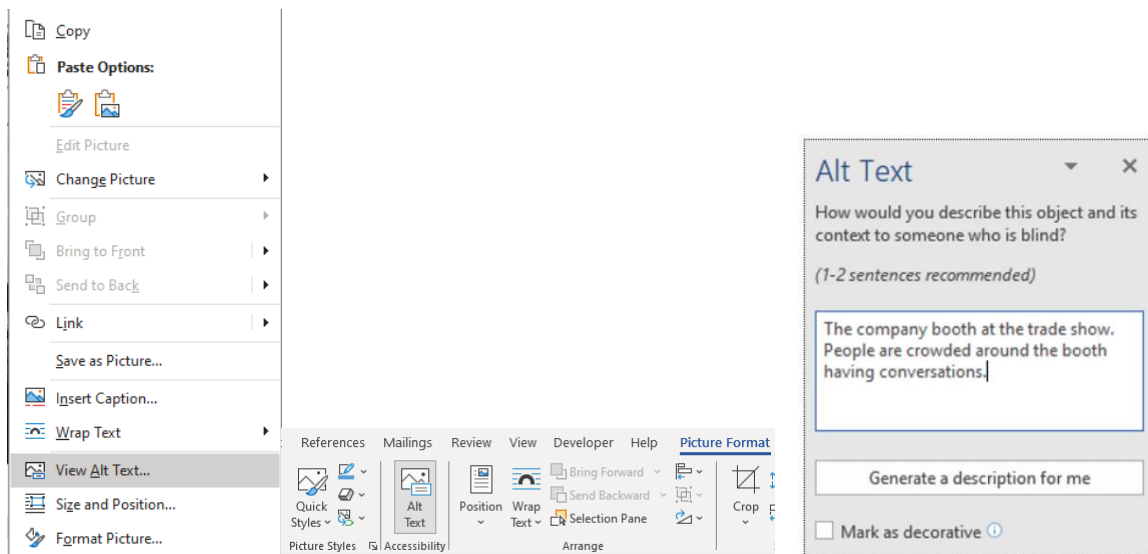 Copy
Paste Options:
Edit Picture
Change Picture
Group
Bring to Front
Send to Back
Link
Save as Picture...
Insert Caption...
Wrap Text
View Alt Text...
Size and Position...
Format Picture...
References Mailings Review View Developer Help Picture Format
Quick
Styles
Alt
Text
Position
Wrap
Text
Bring Forward
Send Backward
Selection Pane
Crop
Picture Styles Accessibility Arrange
Alt Text
How would you describe this object and its
context to someone who is blind?
(1-2 sentences recommended)
The company booth at the trade show.
People are crowded around the booth
having conversations.
Generate a description for me
Mark as decorative